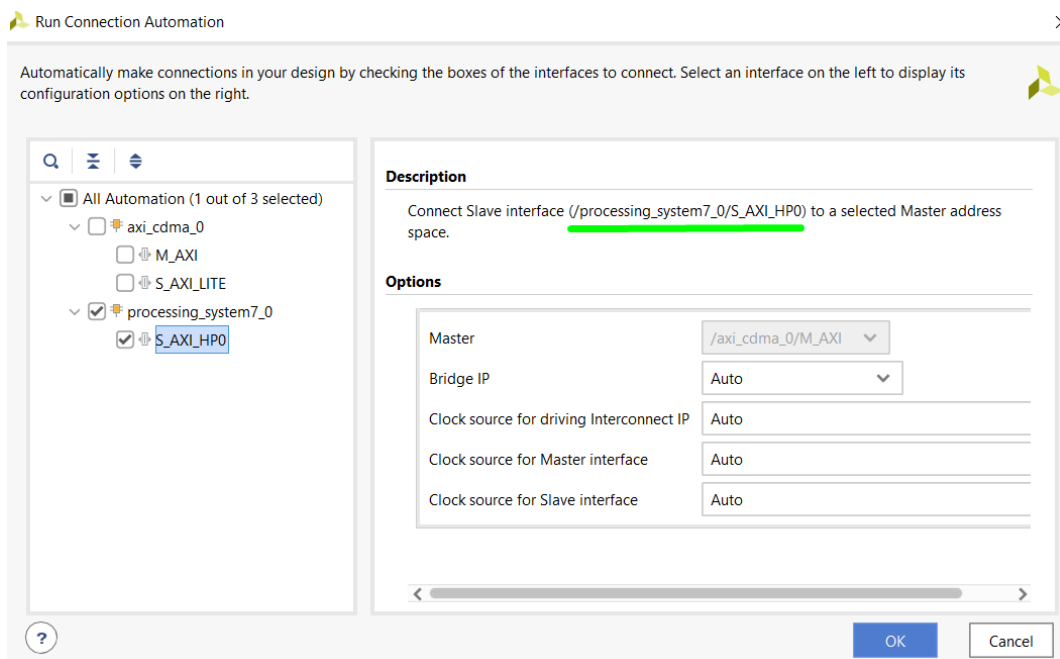 Run Connection Automation
Automatically make connections in your design by checking the boxes of the interfaces to connect. Select an interface on the left to display its
configuration options on the right.
All Automation (1 out of 3 selected)
axi_cdma_0
M_AXI
S_AXI_LITE
processing_system7_0
S_AXI_HP0
Description
Connect Slave interface (/processing_system7_0/S_AXI_HP0) to a selected Master address
space.
Options
Master /axi_cdma_0/M_AXI
Bridge IP Auto
Clock source for driving Interconnect IP Auto
Clock source for Master interface Auto
Clock source for Slave interface Auto
?
OK Cancel